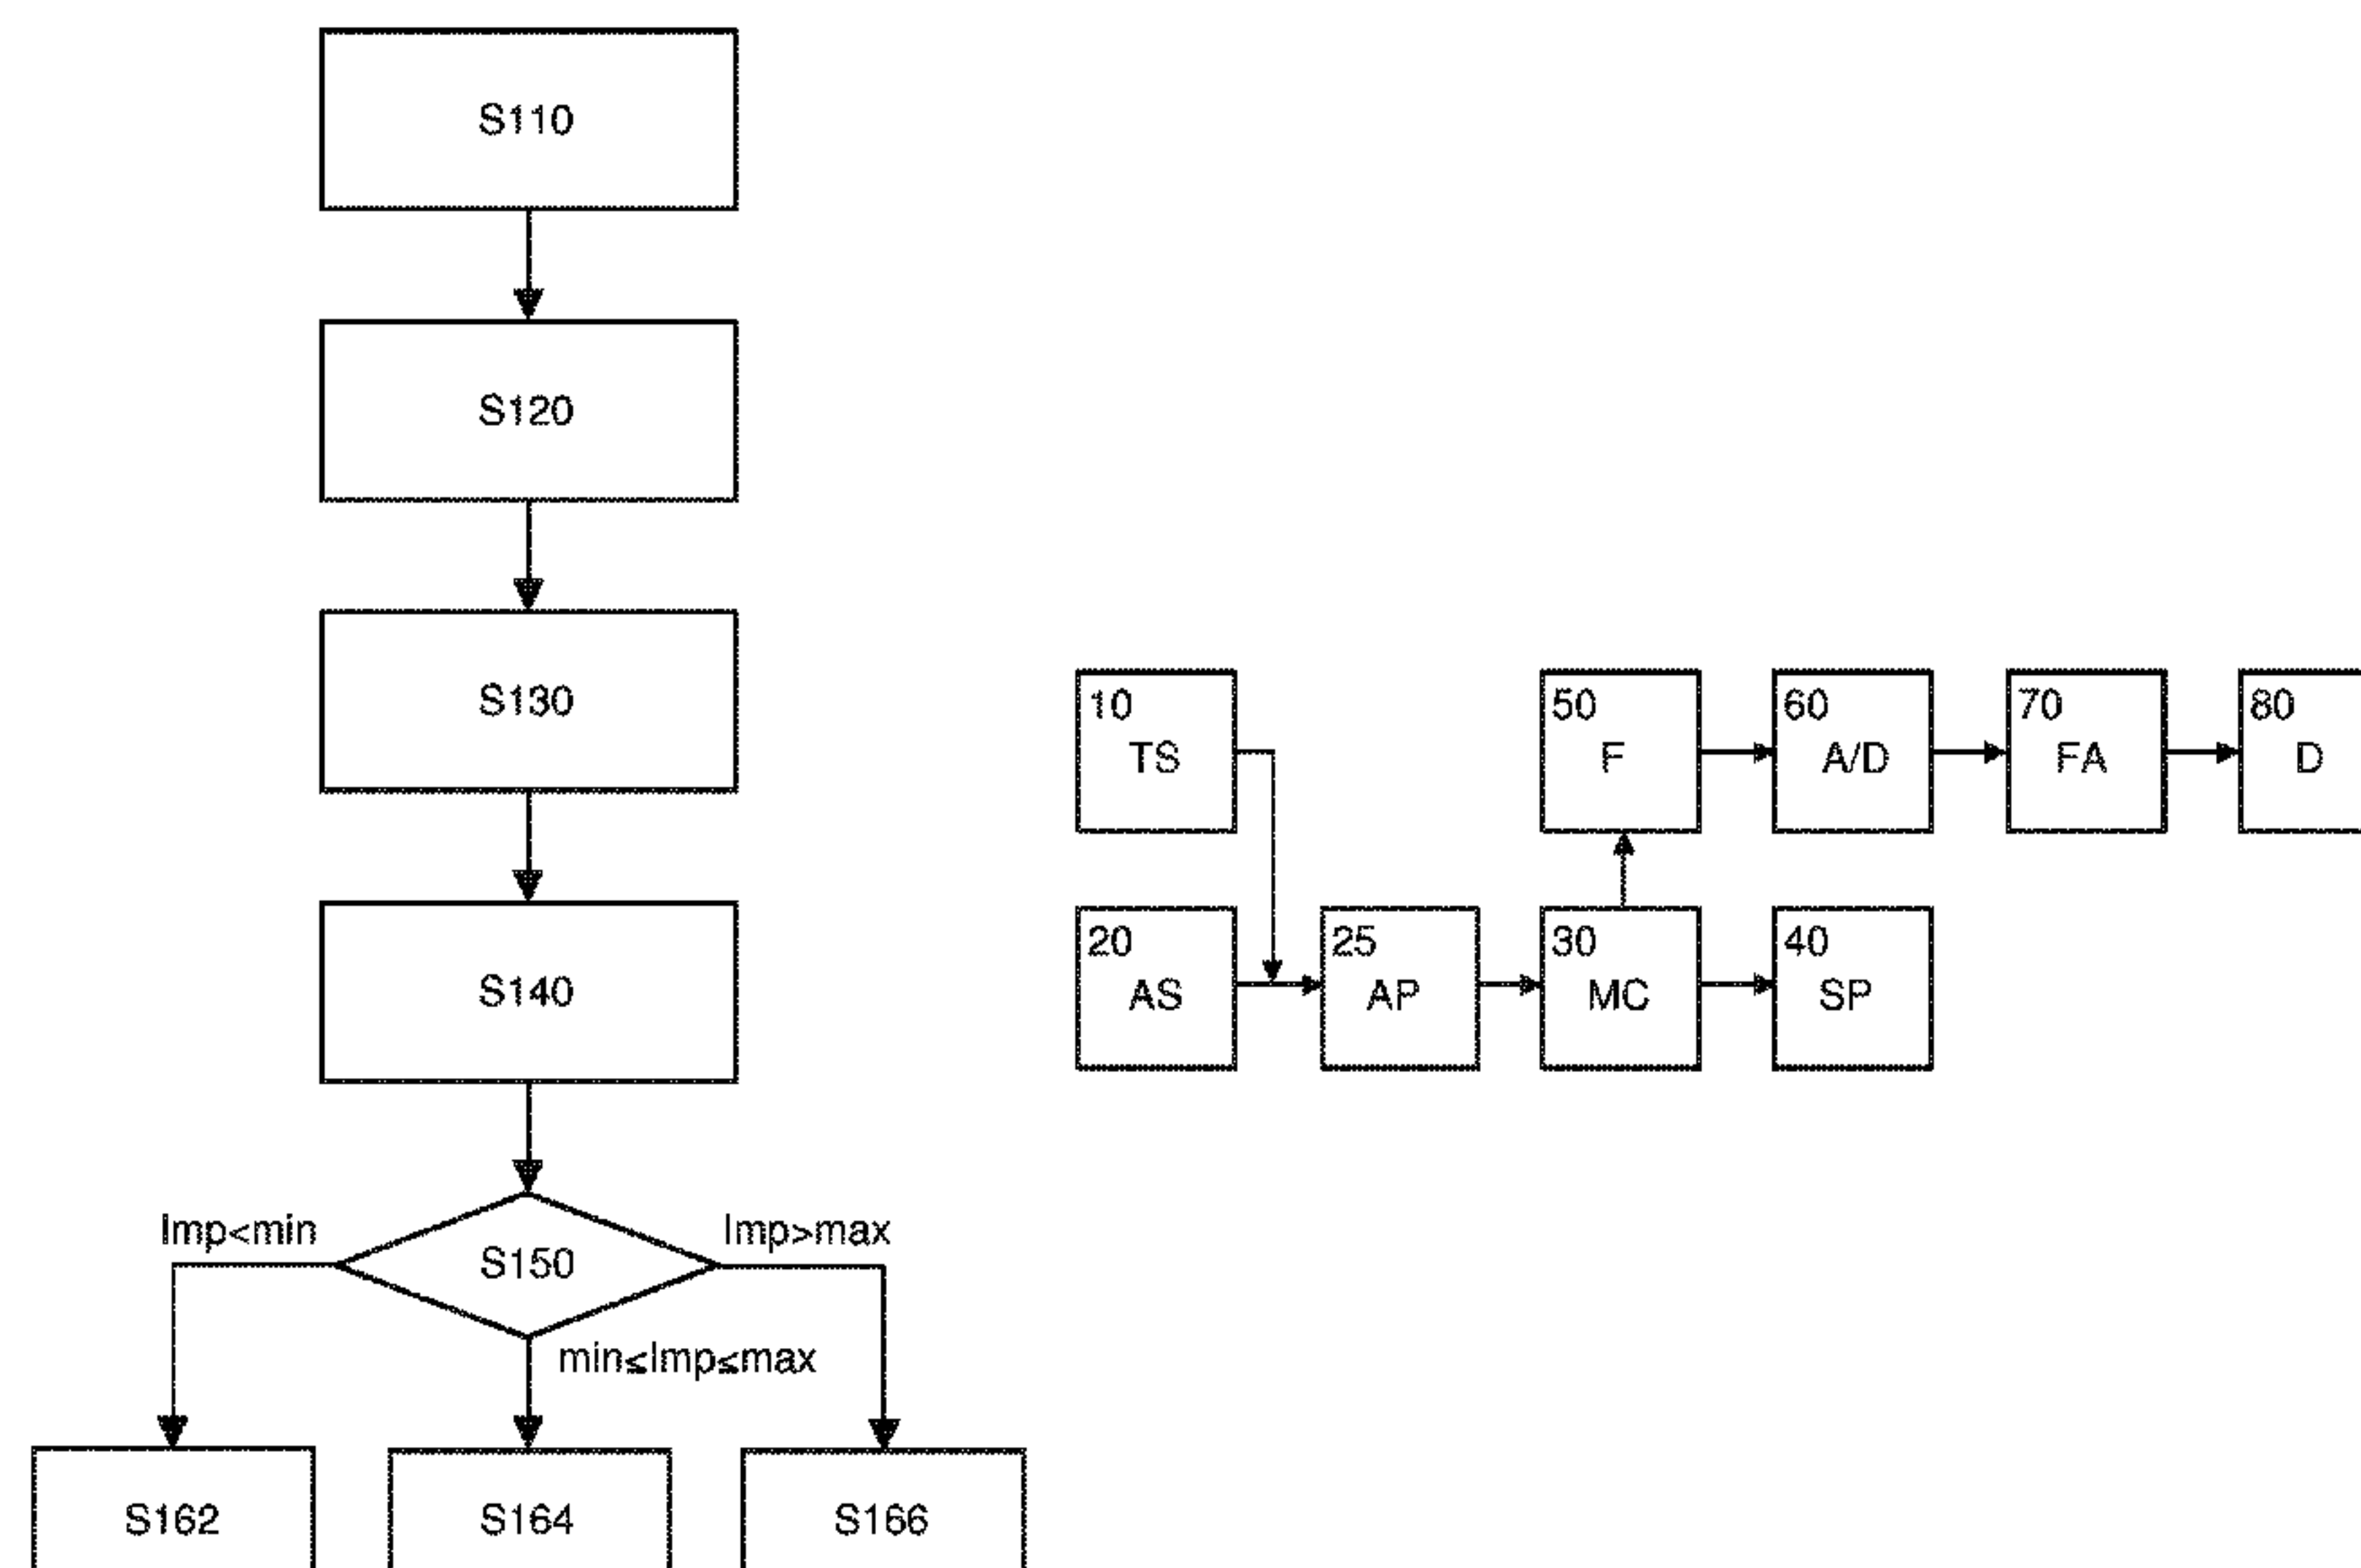 S110
S120
S130
S140
Imp<min
S150
Imp>max
min≤Imp≤max
S162
S164
S166
10
TS
50
F
60
A/D
70
FA
80
D
20
AS
25
AP
30
MC
40
SP